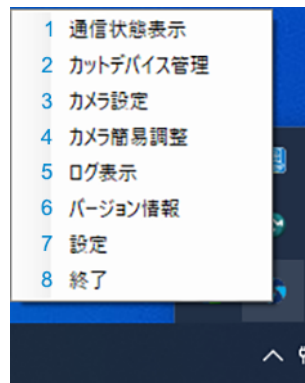 1 通信状態表示
2 カットデバイス管理
3 カメラ設定
4 カメラ簡易調整
5 ログ表示
6 バージョン情報
7 設定
8 終了